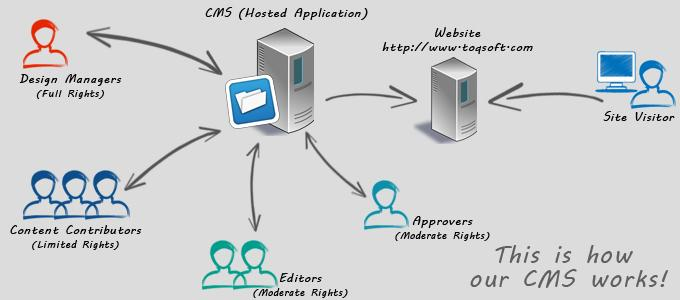 CMS (Hosted Application)
Website
http://www.toqsoft.com
Design Managers
(Full Rights)
Site Visitor
Content Contributors
(Limited Rights)
Approvers
(Moderate Rights)
Editors
(Moderate Rights)
This is how
our CMS works!